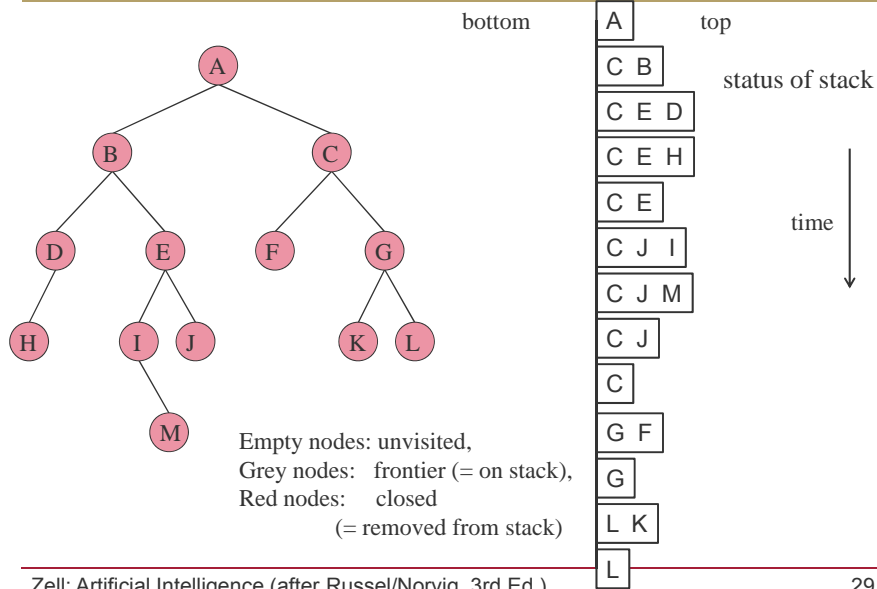 bottom
top
status of stack
time
A
B
C
D
E
F
G
H
I
J
K
L
M
A
C B
C E D
C E H
C E
C J I
C J M
C J
C
G F
G
L K
L
Empty nodes: unvisited,
Grey nodes: frontier (= on stack),
Red nodes: closed
(= removed from stack)
Zell: Artificial Intelligence (after Russel/Norvig, 3rd Ed.)
29